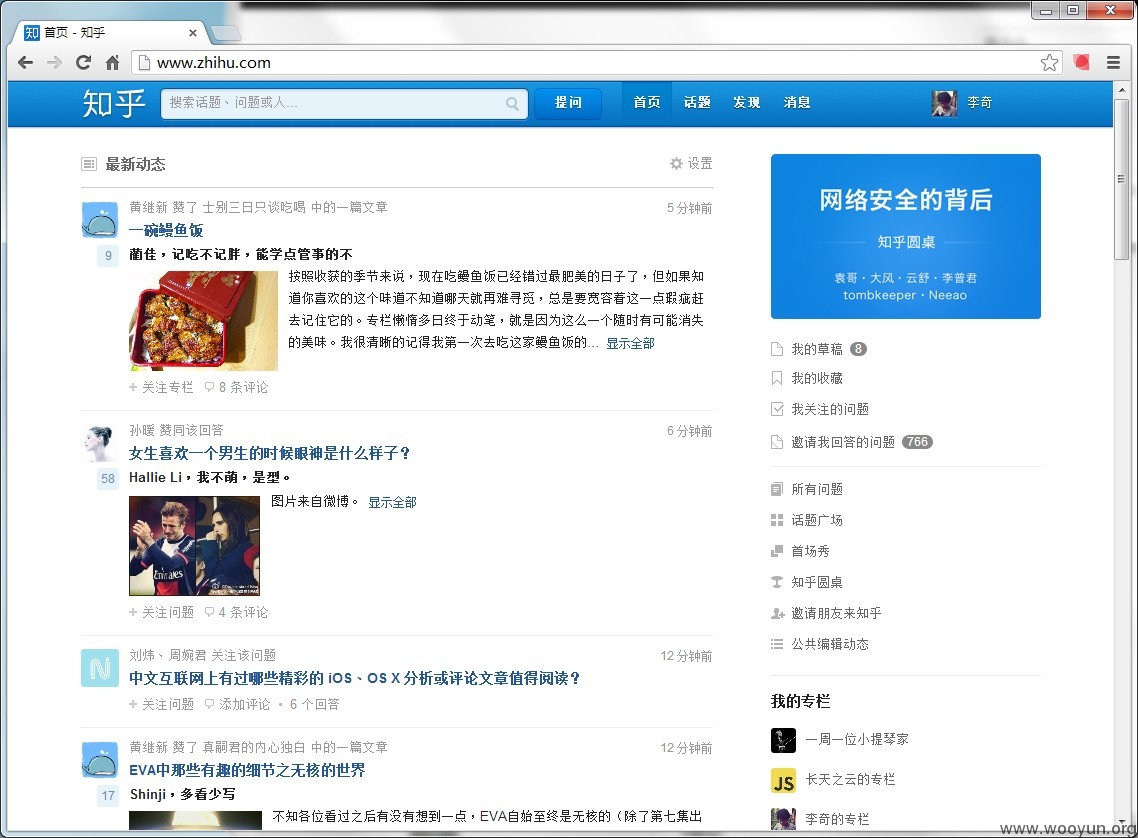 首页 - 知乎
www.zhihu.com
知乎
搜索话题、问题或人...
提问
首页 话题 发现 消息
李奇
最新动态
设置
黄维新 赞了 士别三日只谈吃喝 中的一篇文章
5 分钟前
一碗鳗鱼饭
9
蔺佳，记吃不记胖，能学点管事的不
按照收获的季节来说，现在吃鳗鱼饭已经错过最肥美的日子了，但如果知
道你喜欢的这个味道不知道哪天就再难寻觅，总是要宽容着这一点瑕疵赶
去记住它的。专栏懒惰多日终于动笔，就是因为这么一个随时有可能消失
的美味。我很清晰的记得我第一次去吃这家鳗鱼饭的... 显示全部
+ 关注专栏 8 条评论
孙暖 赞同该回答
6 分钟前
女生喜欢一个男生的时候眼神是什么样子？
58
Hallie Li，我不萌，是型。
图片来自微博。 显示全部
Fly Emirates
+ 关注问题 4 条评论
刘炜、周婉君 关注该问题
12 分钟前
中文互联网上有过哪些精彩的 iOS、OS X 分析或评论文章值得阅读？
+ 关注问题 添加评论 • 6 个回答
黄维新 赞了 真嗣君的内心独白 中的一篇文章
12 分钟前
EVA中那些有趣的细节之无核的世界
17
Shinji，多看少写
不知各位看过之后有没有想到一点，EVA自始至终是无核的（除了第七集出
网络安全的背后
知乎圆桌
袁哥・大风・云舒・李普君
tombkeeper・Neeao
我的草稿 8
我的收藏
我关注的问题
邀请我回答的问题 766
所有问题
话题广场
首场秀
知乎圆桌
邀请朋友来知乎
公共编辑动态
我的专栏
一周一位小提琴家
JS
长天之云的专栏
李奇的专栏
www.wooyun.org